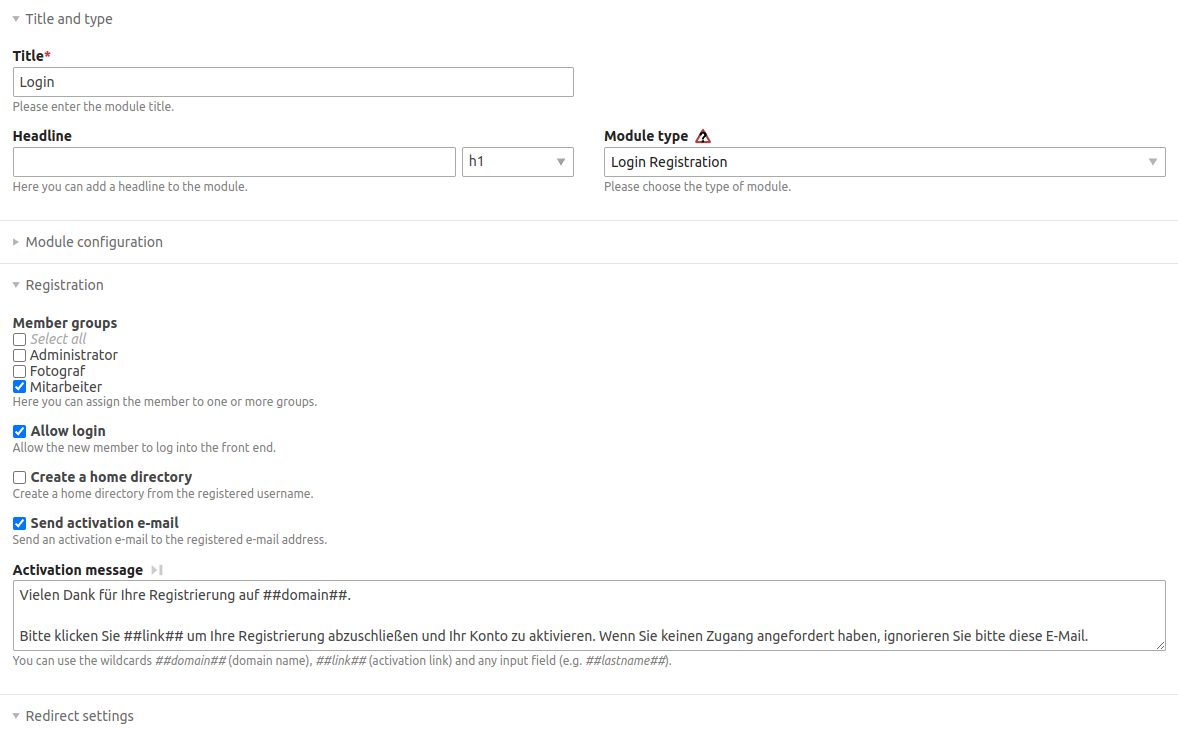 Title and type
Title*
Login
Please enter the module title.
Headline
Module type
h1
Login Registration
Here you can add a headline to the module.
Please choose the type of module.
Module configuration
Registration
Member groups
Select all
Administrator
Fotograf
Mitarbeiter
Here you can assign the member to one or more groups.
Allow login
Allow the new member to log into the front end.
Create a home directory
Create a home directory from the registered username.
Send activation e-mail
Send an activation e-mail to the registered e-mail address.
Activation message
Vielen Dank für Ihre Registrierung auf ##domain##.
Bitte klicken Sie ##link## um Ihre Registrierung abzuschließen und Ihr Konto zu aktivieren. Wenn Sie keinen Zugang angefordert haben, ignorieren Sie bitte diese E-Mail.
You can use the wildcards ##domain## (domain name), ##link## (activation link) and any input field (e.g. ##lastname##).
Redirect settings